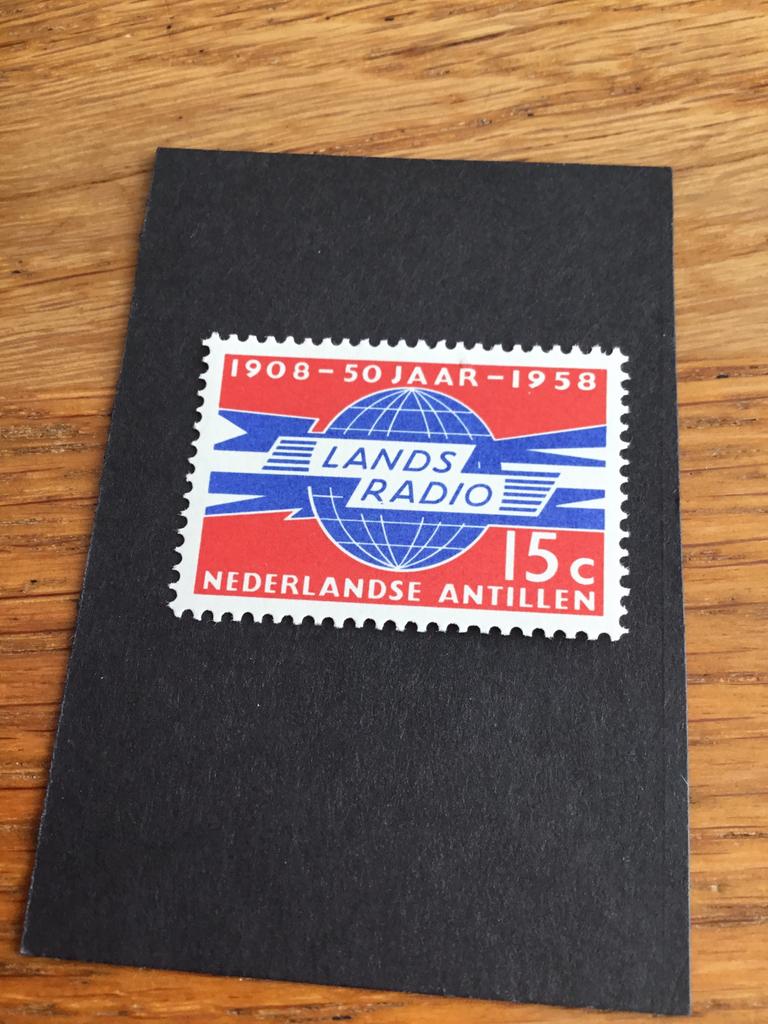 1908 - 50 JAAR - 1958
LANDS
RADIO
15c
NEDERLANDSE ANTILLEN